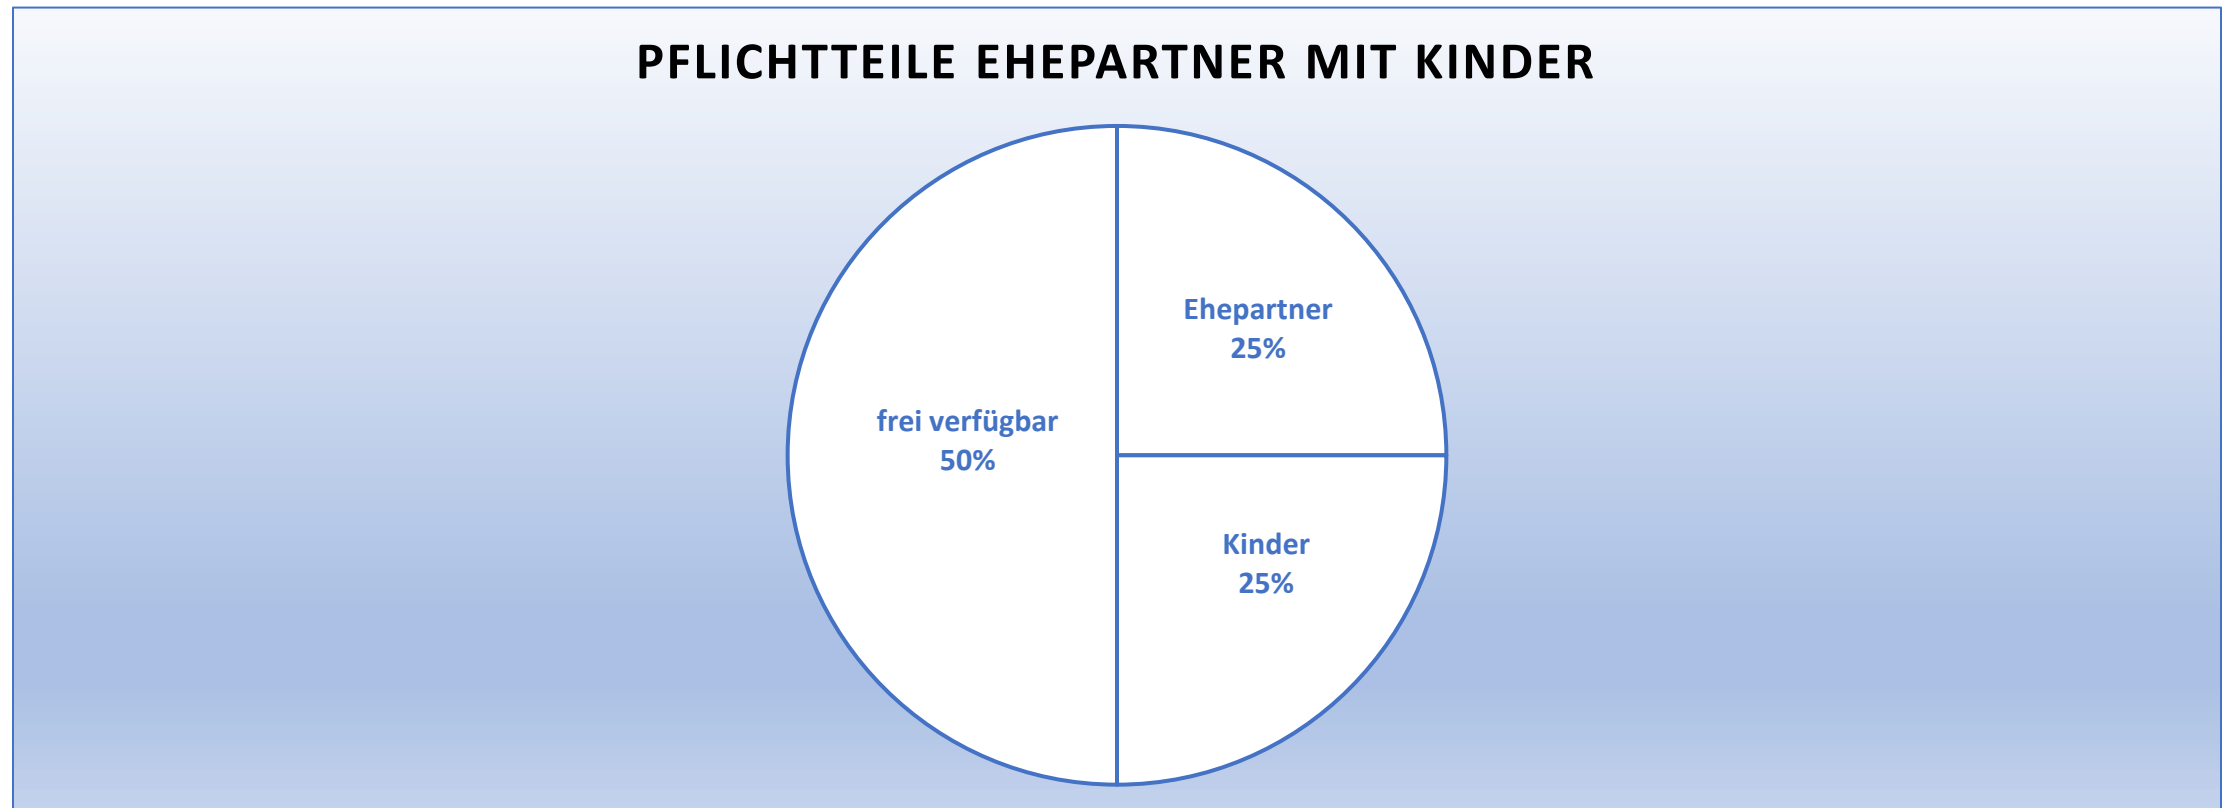 PFLICHTTEILE EHEPARTNER MIT KINDER
Ehepartner
25%
frei verfügbar
50%
Kinder
25%